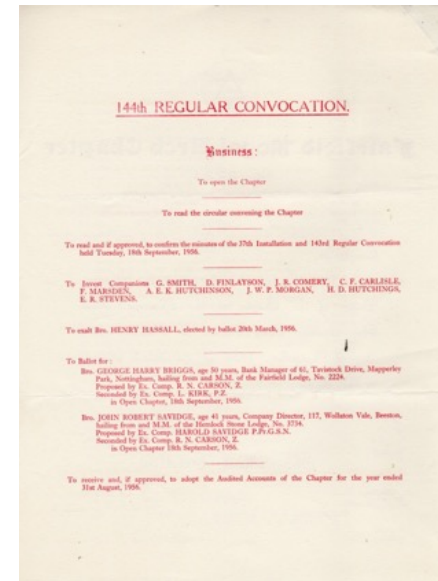 144th REGULAR CONVOCATION.
Business:
To open the Chapter
To read the circular convening the Chapter
To read and if approved, to confirm the minutes of the 37th Installation and 143rd Regular Convocation
held Tuesday, 18th September, 1956.
To Invest Companions G. SMITH, D. FINLAYSON, J. R. COMERY, C. F. CARLISLE,
F. MARSDEN, A. E. K. HUTCHINSON, J. W. P. MORGAN, H. D. HUTCHINGS,
E. R. STEVENS.
To exalt Bro. HENRY HASSALL, elected by ballot 20th March, 1956.
To Ballot for:
Bro. GEORGE HARRY BRIGGS, age 50 years, Bank Manager of 61, Tavistock Drive, Mapperley
Park, Nottingham, hailing from and M.M. of the Fairfield Lodge, No. 2224.
Proposed by Ex. Comp. R. N. CARSON, Z.
Seconded by Ex. Comp. L. KIRK, P.Z.
in Open Chapter, 18th September, 1956.
Bro. JOHN ROBERT SAVIDGE, age 41 years, Company Director, 117, Wollaton Vale, Beeston,
hailing from and M.M. of the Hemlock Stone Lodge, No. 3734.
Proposed by Ex. Comp. HAROLD SAVIDGE P.Pr.G.S.N.
Seconded by Ex. Comp. R. N. CARSON, Z.
in Open Chapter 18th September, 1956.
To receive and, if approved, to adopt the Audited Accounts of the Chapter for the year ended
31st August, 1956.